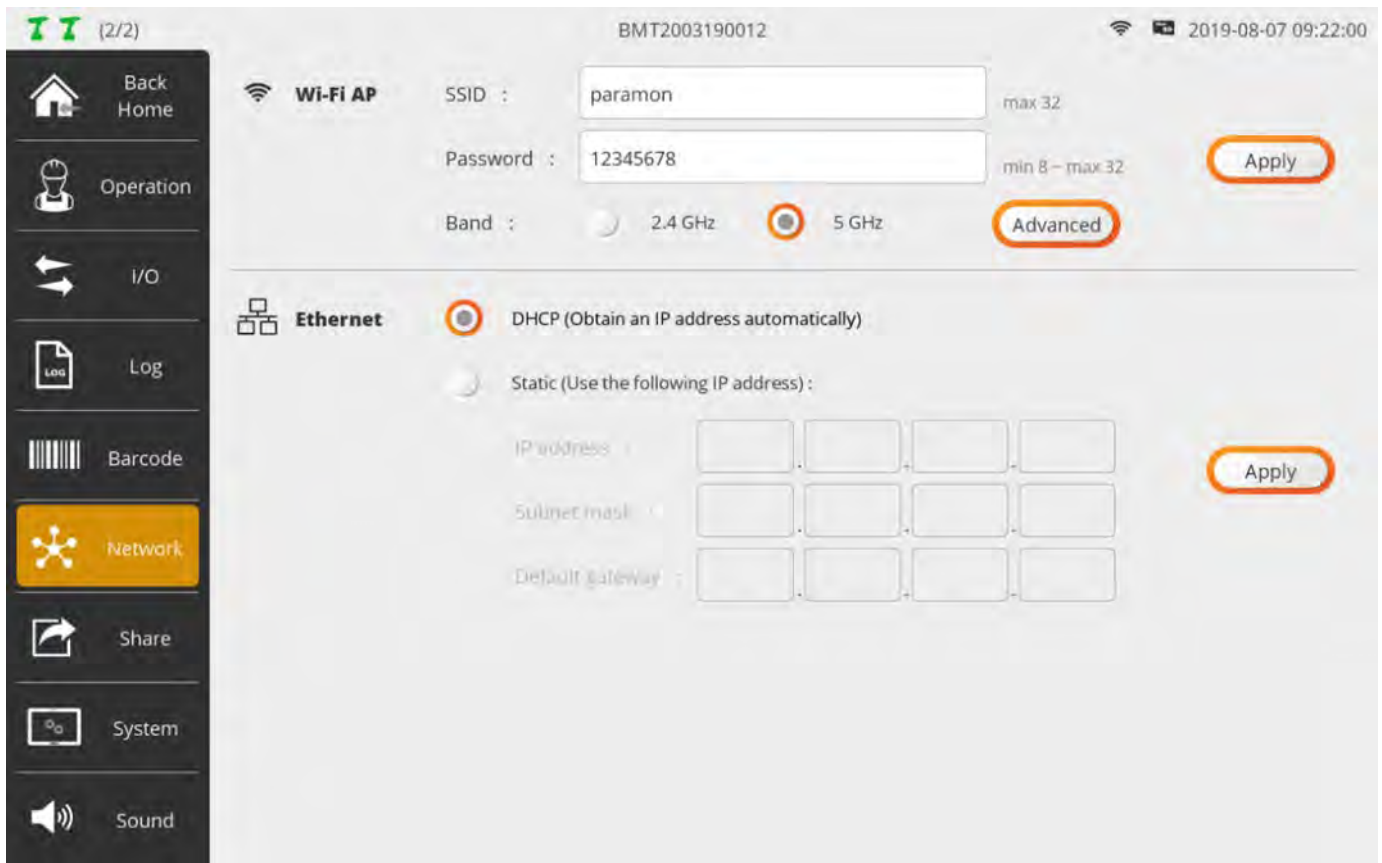 (2/2)
BMT2003190012
2019-08-07 09:22:00
Back
Home
Operation
I/O
Log
LOG
Barcode
Network
Share
System
Sound
Wi-Fi AP
SSID :
paramon
max 32
Password :
12345678
min 8 – max 32
Apply
Band :
2.4 GHz
5 GHz
Advanced
Ethernet
DHCP (Obtain an IP address automatically)
Static (Use the following IP address) :
IP address :
. . .
Apply
Subnet mask :
. . .
Default gateway :
. . .